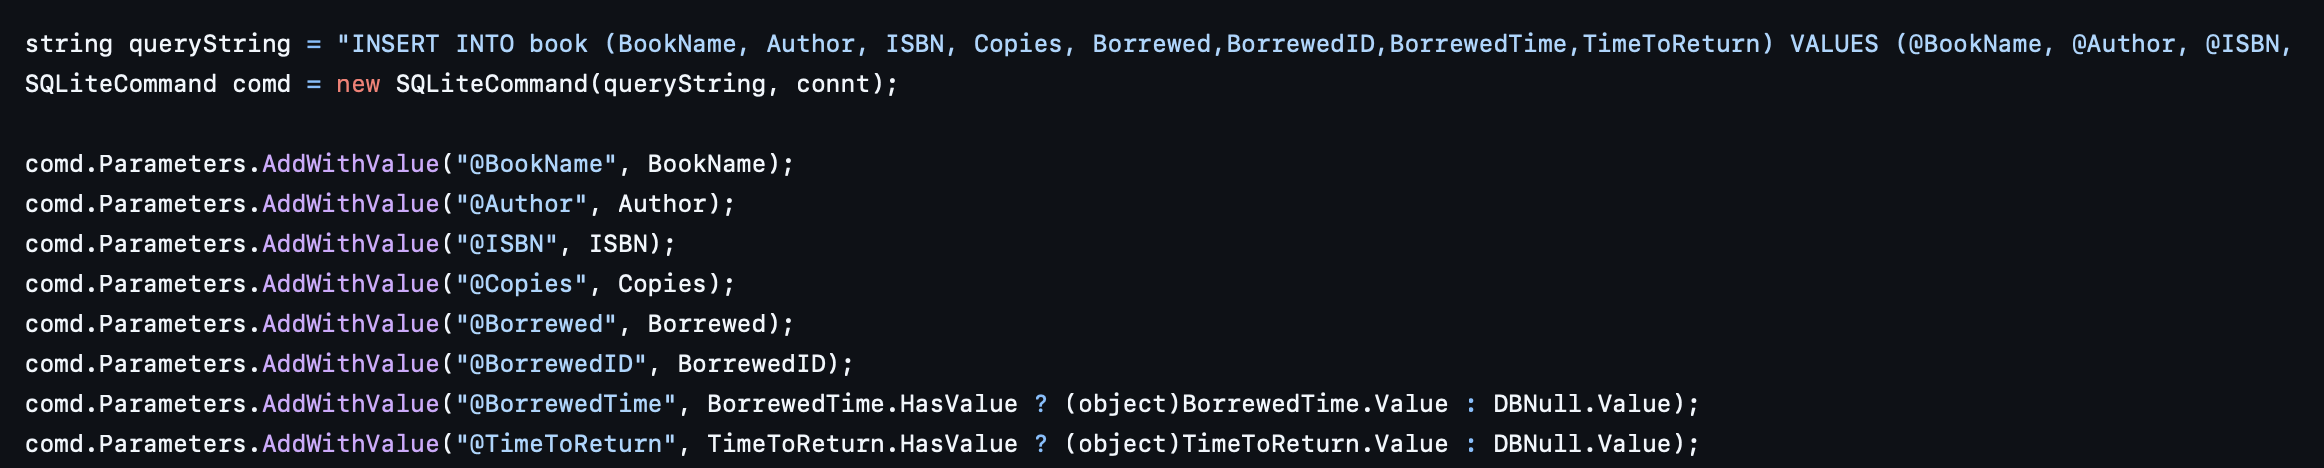 string queryString = "INSERT INTO book (BookName, Author, ISBN, Copies, Borrewed,BorrewedID,BorrewedTime,TimeToReturn) VALUES (@BookName, @Author, @ISBN,
SQLiteCommand comd = new SQLiteCommand(queryString, connt);
comd.Parameters.AddWithValue("@BookName", BookName);
comd.Parameters.AddWithValue("@Author", Author);
comd.Parameters.AddWithValue("@ISBN", ISBN);
comd.Parameters.AddWithValue("@Copies", Copies);
comd.Parameters.AddWithValue("@Borrewed", Borrewed);
comd.Parameters.AddWithValue("@BorrewedID", BorrewedID);
comd.Parameters.AddWithValue("@BorrewedTime", BorrewedTime.HasValue ? (object)BorrewedTime.Value : DBNull.Value);
comd.Parameters.AddWithValue("@TimeToReturn", TimeToReturn.HasValue ? (object)TimeToReturn.Value : DBNull.Value);